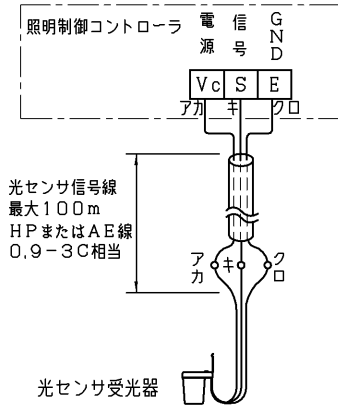 照明制御コントローラ
電源
信号
GND
Vc S E
アカ キ クロ
光センサ信号線
最大100m
HPまたはAE線
0,9-3C相当
アカ
キ
クロ
光センサ受光器